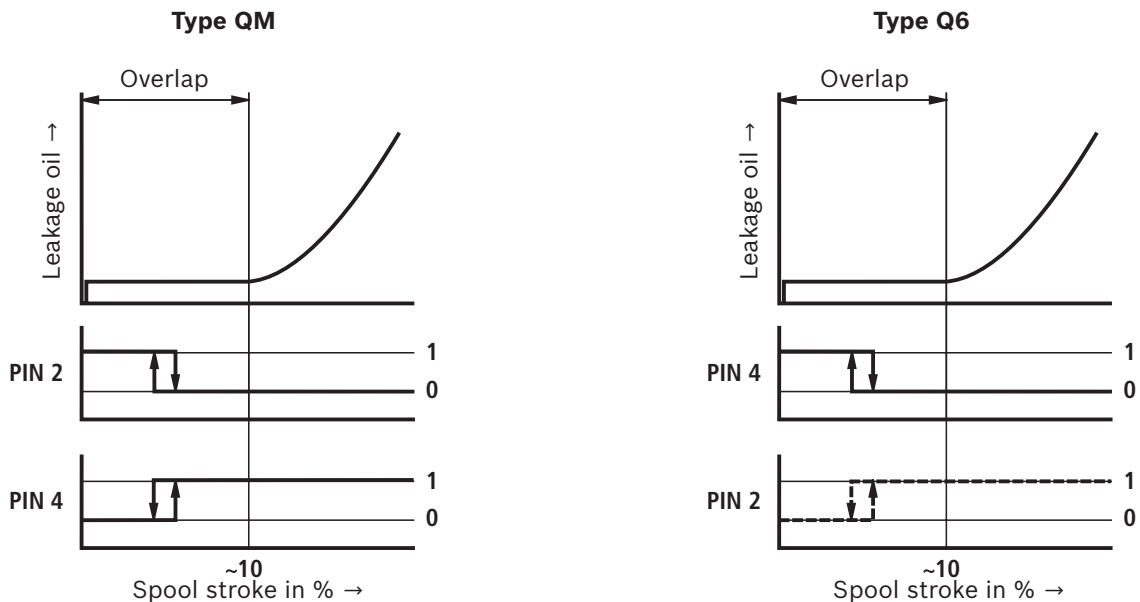 Type QM
Overlap
Leakage oil →
PIN 2
1
0
PIN 4
1
0
~10
Spool stroke in % →
Type Q6
Overlap
Leakage oil →
PIN 4
1
0
PIN 2
1
0
~10
Spool stroke in % →